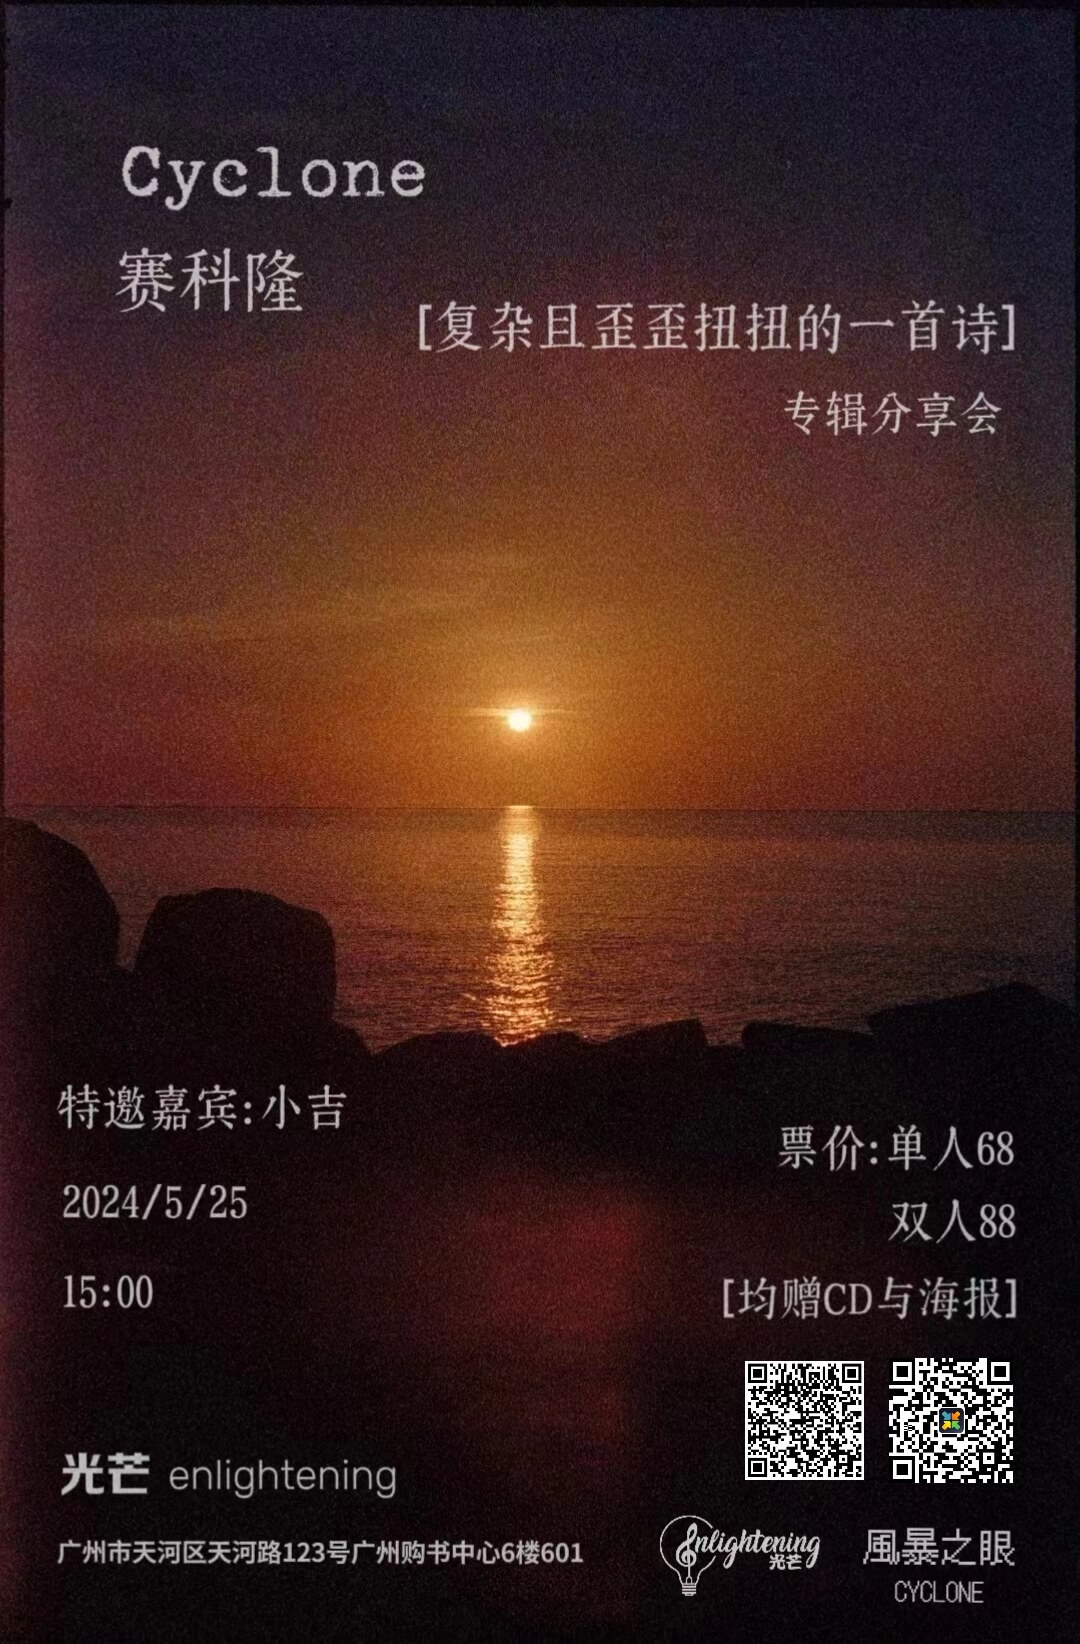 Cyclone
赛科隆
[复杂且歪歪扭扭的一首诗]
专辑分享会
特邀嘉宾:小吉
2024/5/25
15:00
票价:单人68
双人88
[均赠CD与海报]
光芒 enlightening
广州市天河区天河路123号广州购书中心6楼601
Enlightening
光芒
風暴之眼
CYCLONE